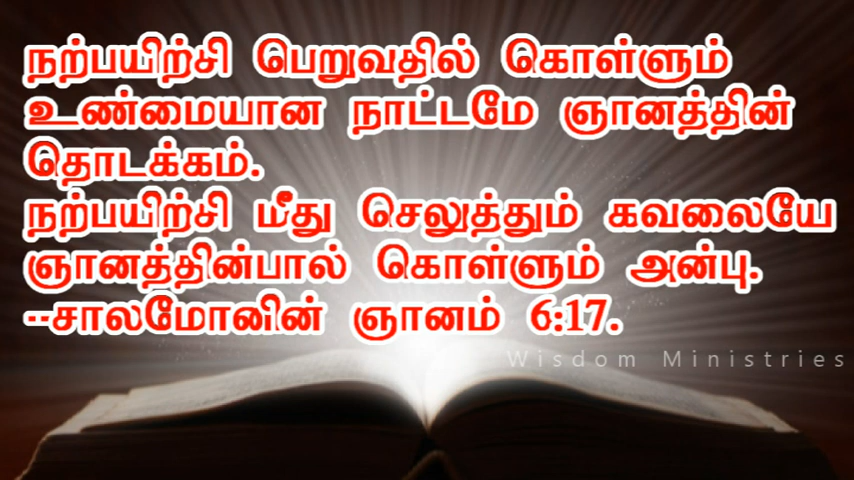 நற்பயிற்சி பெறுவதில் கொள்ளும்
உண்மையான நாட்டமே ஞானத்தின்
தொடக்கம்.
நற்பயிற்சி மீது செலுத்தும் கவலையே
ஞானத்தின்பால் கொள்ளும் அன்பு.
--சாலமோனின் ஞானம் 6:17.
Wisdom Ministries